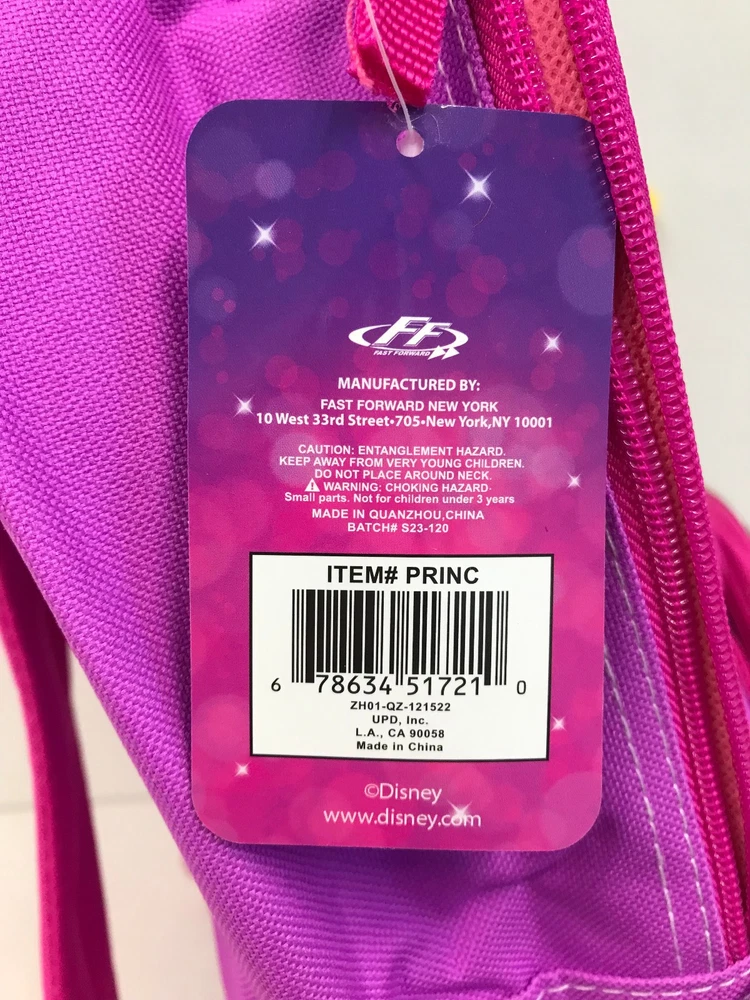 FF
FAST FORWARD
MANUFACTURED BY:
FAST FORWARD NEW YORK
10 West 33rd Street•705•New York,NY 10001
CAUTION: ENTANGLEMENT HAZARD.
KEEP AWAY FROM VERY YOUNG CHILDREN.
DO NOT PLACE AROUND NECK.
⚠ WARNING: CHOKING HAZARD-
Small parts. Not for children under 3 years
MADE IN QUANZHOU,CHINA
BATCH# S23-120
ITEM# PRINC
6 78634 51721 0
ZH01-QZ-121522
UPD, Inc.
L.A., CA 90058
Made in China
©Disney
www.disney.com